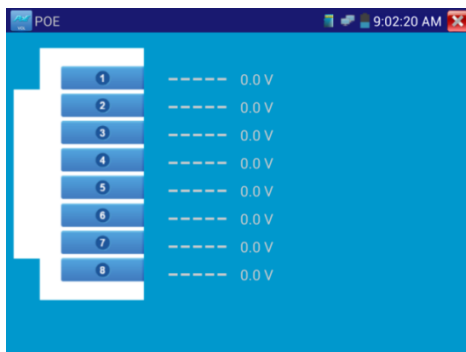 POE 9:02:20 AM
1 ----- 0.0 V
2 ----- 0.0 V
3 ----- 0.0 V
4 ----- 0.0 V
5 ----- 0.0 V
6 ----- 0.0 V
7 ----- 0.0 V
8 ----- 0.0 V